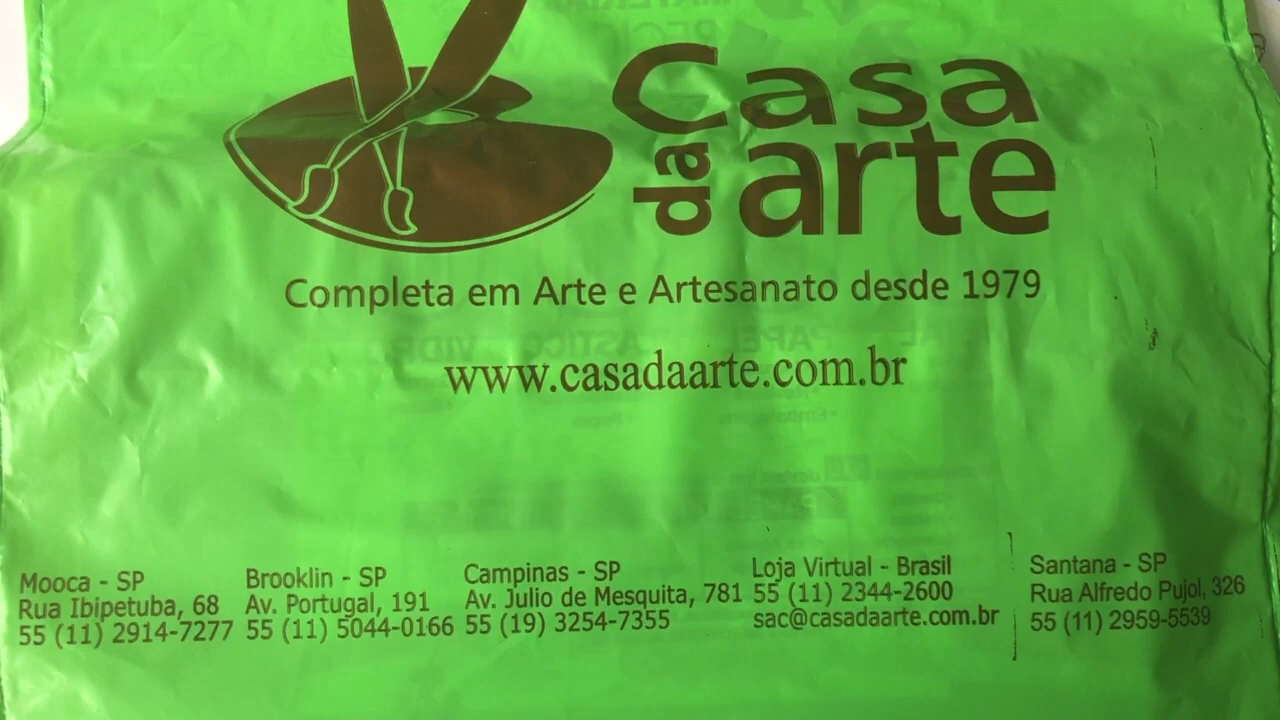 Casa
da arte
Completa em Arte e Artesanato desde 1979
www.casadaarte.com.br
Mooca - SP
Rua Ibipetuba, 68
55 (11) 2914-7277
Brooklin - SP
Av. Portugal, 191
55 (11) 5044-0166
Campinas - SP
Av. Julio de Mesquita, 781
55 (19) 3254-7355
Loja Virtual - Brasil
55 (11) 2344-2600
sac@casadaarte.com.br
Santana - SP
Rua Alfredo Pujol, 326
55 (11) 2959-5539